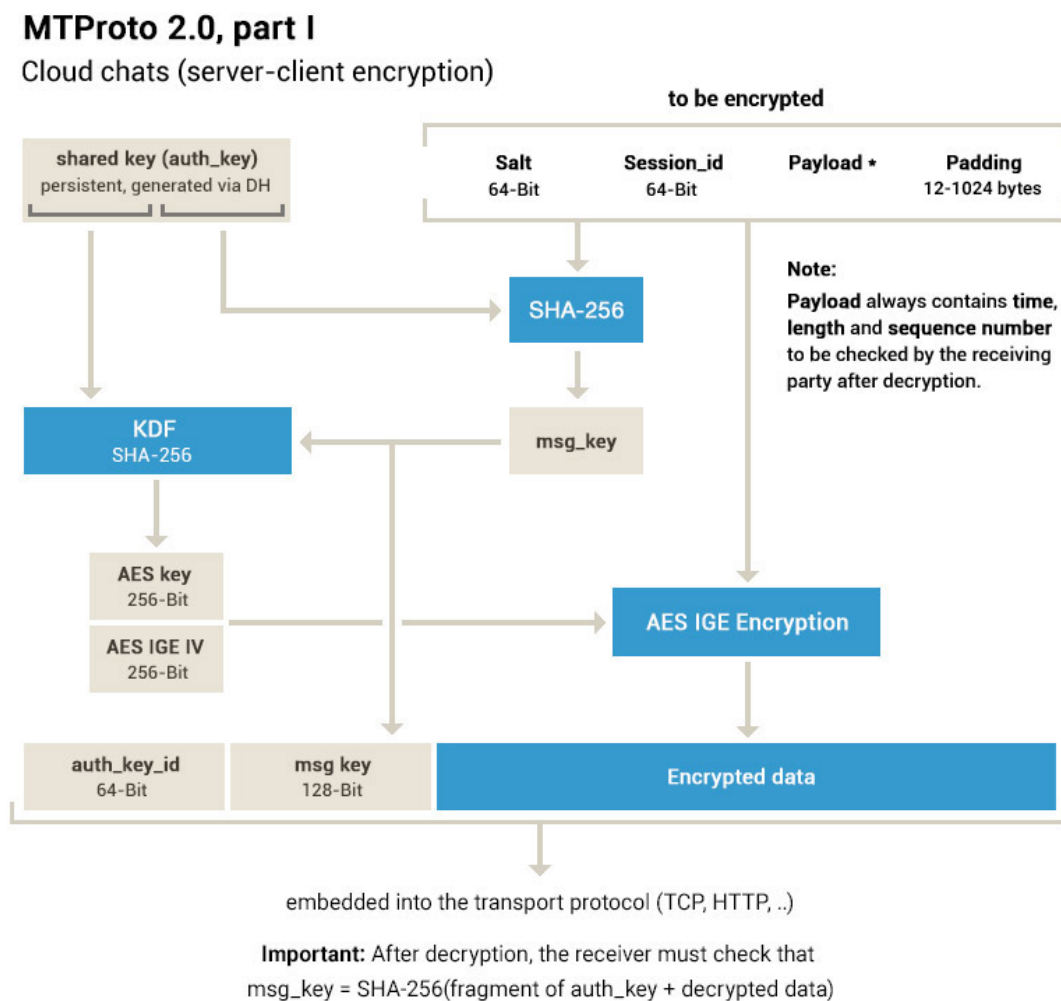 MTProto 2.0, part I
Cloud chats (server-client encryption)
to be encrypted
shared key (auth_key)
persistent, generated via DH
Salt
64-Bit
Session_id
64-Bit
Payload *
Padding
12-1024 bytes
Note:
Payload always contains time,
length and sequence number
to be checked by the receiving
party after decryption.
SHA-256
KDF
SHA-256
msg_key
AES key
256-Bit
AES IGE IV
256-Bit
AES IGE Encryption
auth_key_id
64-Bit
msg key
128-Bit
Encrypted data
embedded into the transport protocol (TCP, HTTP, ..)
Important: After decryption, the receiver must check that
msg_key = SHA-256(fragment of auth_key + decrypted data)